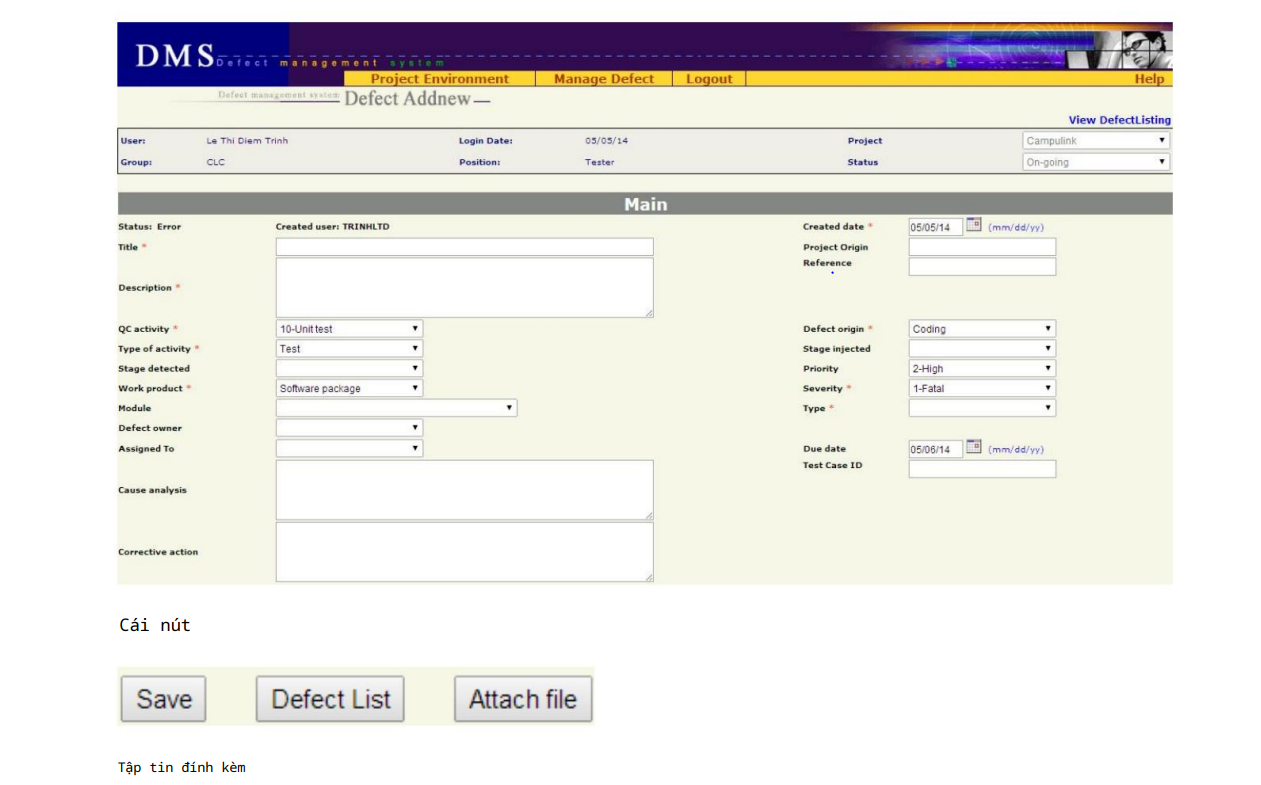 DMS Defect management system
Project Environment Manage Defect Logout Help
Defect management system Defect Addnew
View DefectListing
User: Le Thi Diem Trinh Login Date: 05/05/14 Project Campulink
Group: CLC Position: Tester Status On-going
Main
Status: Error Created user: TRINHLTD Created date * 05/05/14 (mm/dd/yy)
Title * Project Origin
Reference
Description *
QC activity * 10-Unit test Defect origin * Coding
Type of activity * Test Stage injected
Stage detected Priority 2-High
Work product * Software package Severity * 1-Fatal
Module Type *
Defect owner
Assigned To Due date 05/06/14 (mm/dd/yy)
Test Case ID
Cause analysis
Corrective action
Cái nút
Save Defect List Attach file
Tập tin đính kèm